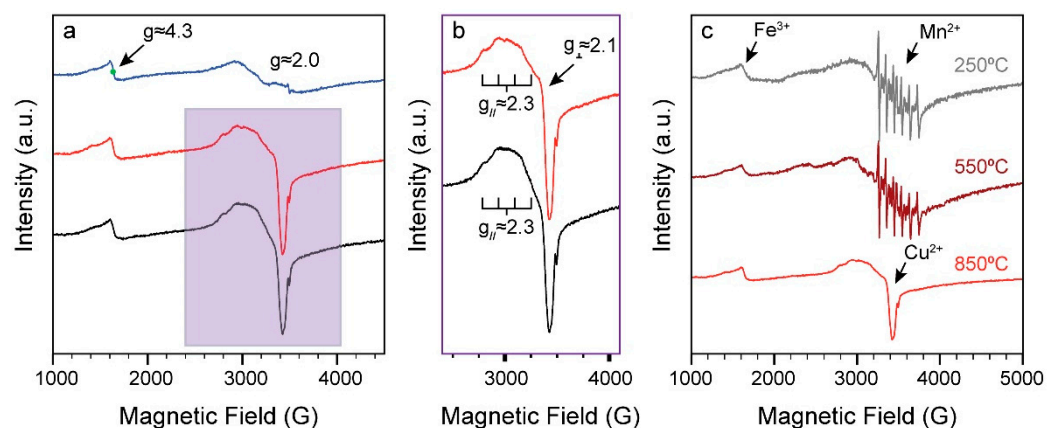 a
g≈4.3
g≈2.0
Intensity (a.u.)
1000 2000 3000 4000
Magnetic Field (G)
b
g⊥≈2.1
g//≈2.3
g//≈2.3
Intensity (a.u.)
3000 4000
Magnetic Field (G)
c
Fe³⁺
Mn²⁺
250ºC
550ºC
Cu²⁺
850ºC
Intensity (a.u.)
1000 2000 3000 4000 5000
Magnetic Field (G)